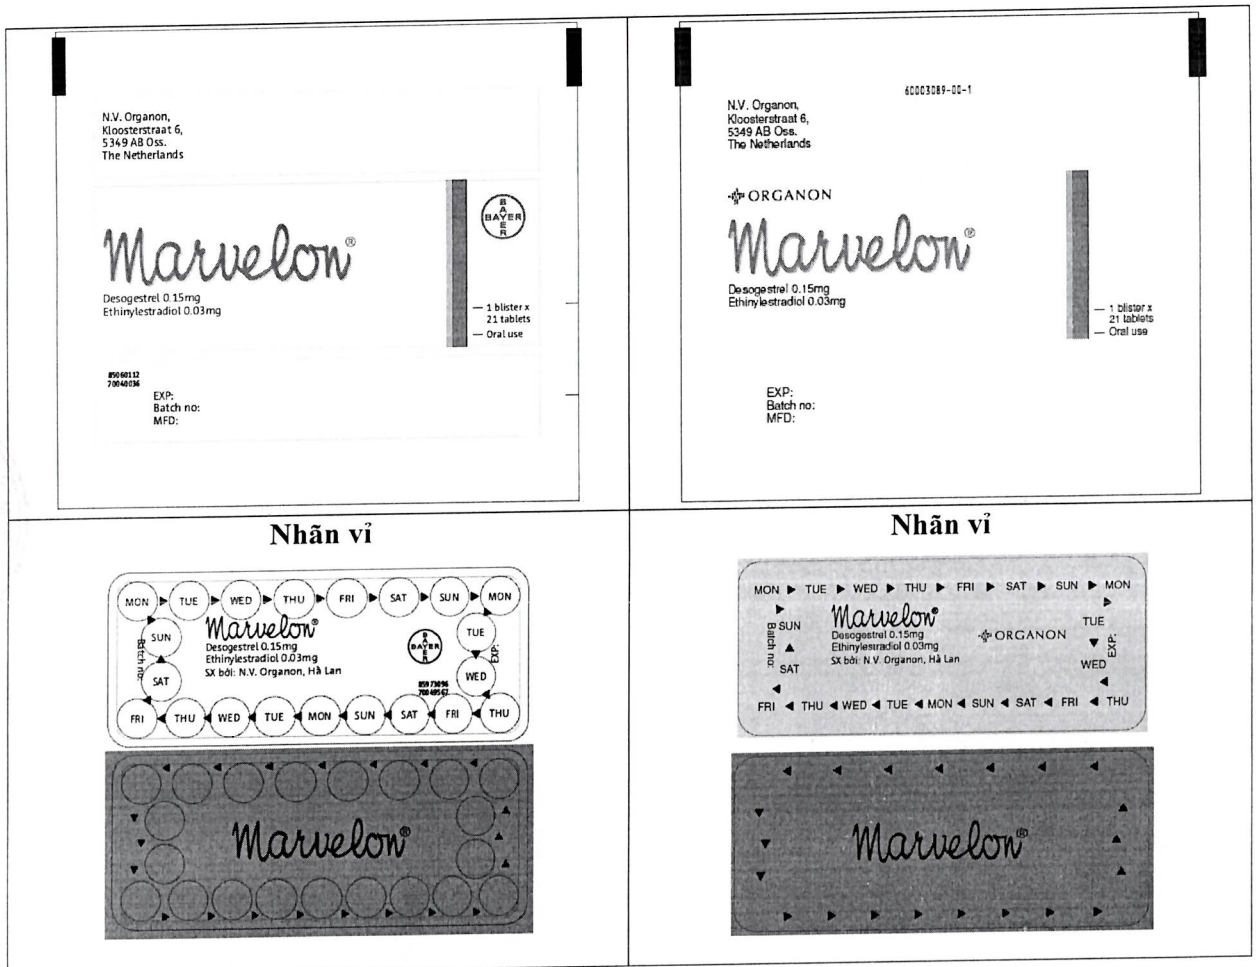 N.V. Organon,
Kloosterstraat 6,
5349 AB Oss.
The Netherlands
BAYER
BAYER
Marvelon®
Desogestrel 0.15mg
Ethinylestradiol 0.03mg
1 blister x
21 tablets
Oral use
85060112
70040036
EXP:
Batch no:
MFD:
60003089-00-1
N.V. Organon,
Kloosterstraat 6,
5349 AB Oss.
The Netherlands
ORGANON
Marvelon®
Desogestrel 0.15mg
Ethinylestradiol 0.03mg
1 blister x
21 tablets
Oral use
EXP:
Batch no:
MFD:
Nhãn vỉ
MON TUE WED THU FRI SAT SUN MON
SUN
TUE
Marvelon®
Desogestrel 0.15mg
Ethinylestradiol 0.03mg
SX bởi: N.V. Organon, Hà Lan
BAYER
BAYER
Batch no:
EXP:
SAT
WED
85973096
70049567
FRI THU WED TUE MON SUN SAT FRI THU
Marvelon®
Nhãn vỉ
MON TUE WED THU FRI SAT SUN MON
SUN
TUE
Marvelon®
Desogestrel 0.15mg
Ethinylestradiol 0.03mg
SX bởi: N.V. Organon, Hà Lan
ORGANON
Batch no:
EXP:
SAT
WED
FRI THU WED TUE MON SUN SAT FRI THU
Marvelon®